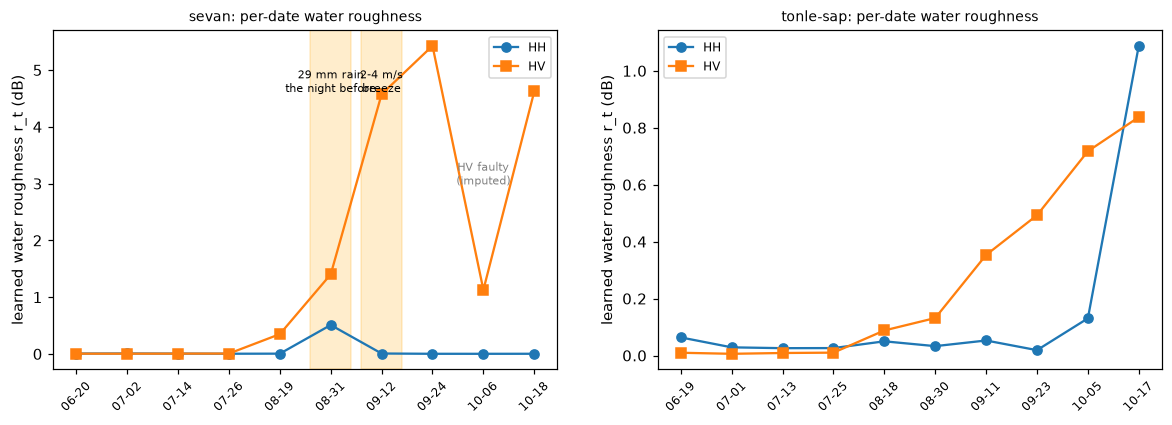 sevan: per-date water roughness
learned water roughness r_t (dB)
5
4
3
2
1
0
29 mm rain
the night before
2-4 m/s
breeze
HV faulty
(imputed)
HH
HV
06-20
07-02
07-14
07-26
08-19
08-31
09-12
09-24
10-06
10-18
tonle-sap: per-date water roughness
learned water roughness r_t (dB)
1.0
0.8
0.6
0.4
0.2
0.0
HH
HV
06-19
07-01
07-13
07-25
08-18
08-30
09-11
09-23
10-05
10-17